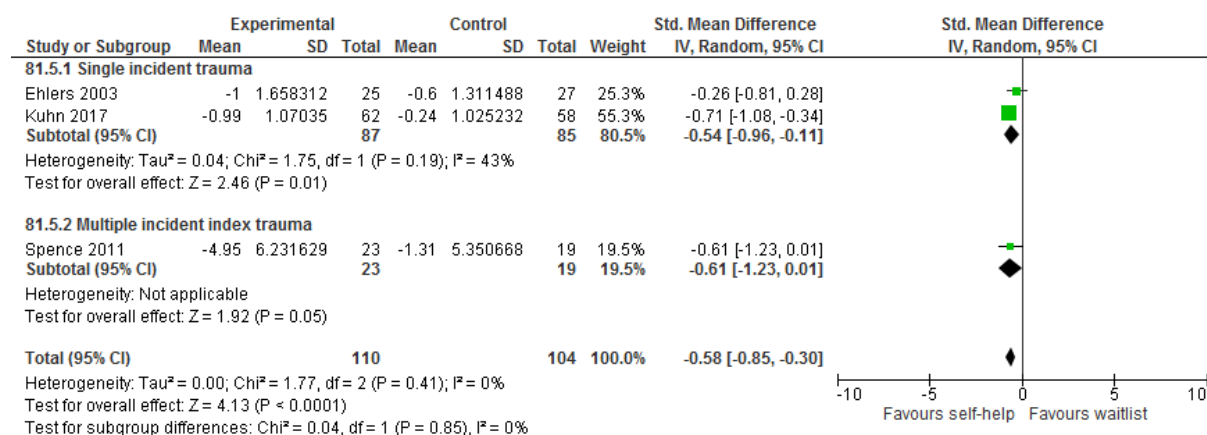 Experimental Control Std. Mean Difference Std. Mean Difference
Study or Subgroup Mean SD Total Mean SD Total Weight IV, Random, 95% CI IV, Random, 95% CI
81.5.1 Single incident trauma
Ehlers 2003 -1 1.658312 25 -0.6 1.311488 27 25.3% -0.26 [-0.81, 0.28]
Kuhn 2017 -0.99 1.07035 62 -0.24 1.025232 58 55.3% -0.71 [-1.08, -0.34]
Subtotal (95% CI) 87 85 80.5% -0.54 [-0.96, -0.11]
Heterogeneity: Tau² = 0.04; Chi² = 1.75, df = 1 (P = 0.19); I² = 43%
Test for overall effect: Z = 2.46 (P = 0.01)
81.5.2 Multiple incident index trauma
Spence 2011 -4.95 6.231629 23 -1.31 5.350668 19 19.5% -0.61 [-1.23, 0.01]
Subtotal (95% CI) 23 19 19.5% -0.61 [-1.23, 0.01]
Heterogeneity: Not applicable
Test for overall effect: Z = 1.92 (P = 0.05)
Total (95% CI) 110 104 100.0% -0.58 [-0.85, -0.30]
Heterogeneity: Tau² = 0.00; Chi² = 1.77, df = 2 (P = 0.41); I² = 0%
Test for overall effect: Z = 4.13 (P < 0.0001)
Test for subgroup differences: Chi² = 0.04, df = 1 (P = 0.85), I² = 0%
-10 -5 0 5 10
Favours self-help Favours waitlist